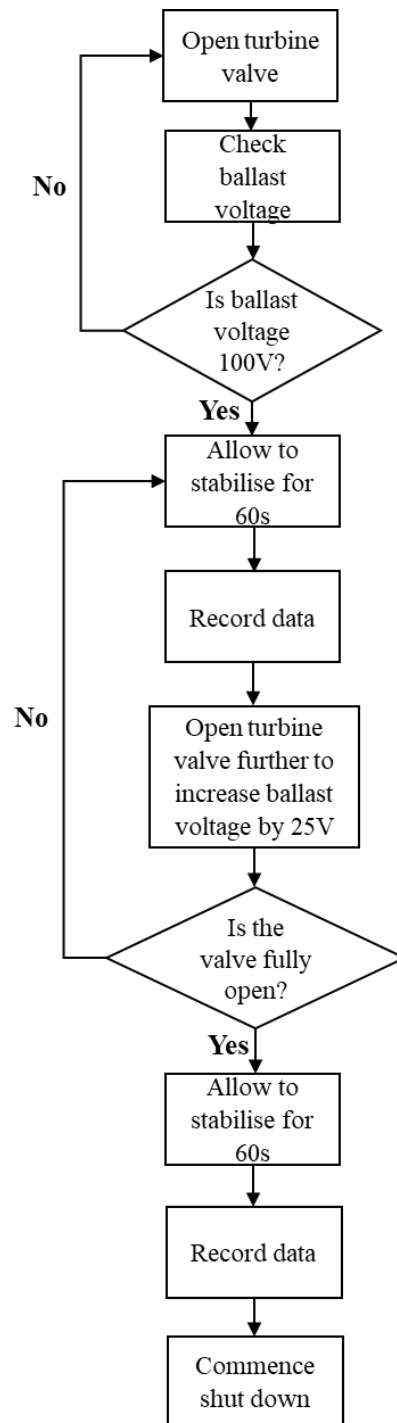 Open turbine
valve
Check
ballast
voltage
No
Is ballast
voltage
100V?
Yes
Allow to
stabilise for
60s
Record data
No
Open turbine
valve further to
increase ballast
voltage by 25V
Is the
valve fully
open?
Yes
Allow to
stabilise for
60s
Record data
Commence
shut down